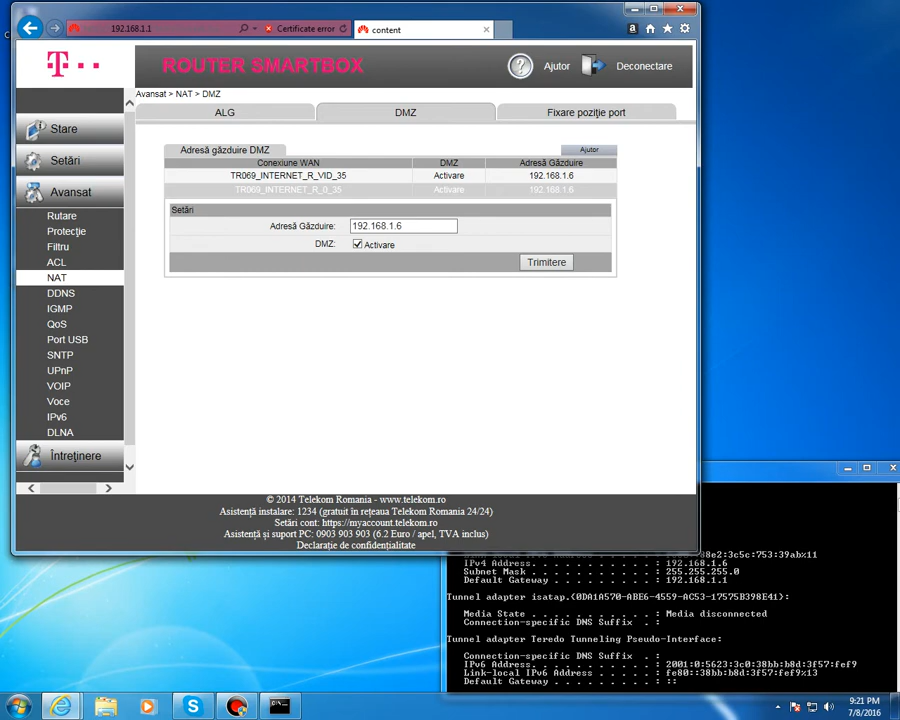 192.168.1.1
Certificate error
content
T
ROUTER SMARTBOX
Ajutor
Deconectare
Avansat > NAT > DMZ
ALG
DMZ
Fixare poziţie port
Stare
Setări
Avansat
Rutare
Protecţie
Filtru
ACL
NAT
DDNS
IGMP
QoS
Port USB
SNTP
UPnP
VOIP
Voce
IPv6
DLNA
Întreţinere
Adresă găzduire DMZ
Ajutor
Conexiune WAN DMZ Adresă Găzduire
TR069_INTERNET_R_VID_35 Activare 192.168.1.6
TR069_INTERNET_R_0_35 Activare 192.168.1.6
Setări
Adresă Găzduire: 192.168.1.6
DMZ: Activare
Trimitere
© 2014 Telekom Romania - www.telekom.ro
Asistență instalare: 1234 (gratuit în rețeaua Telekom Romania 24/24)
Setări cont: https://myaccount.telekom.ro
Asistență și suport PC: 0903 903 903 (6.2 Euro / apel, TVA inclus)
Declarație de confidențialitate
IPv4 Address. . . . . . . . . . . : 192.168.1.6
Subnet Mask . . . . . . . . . . . : 255.255.255.0
Default Gateway . . . . . . . . . : 192.168.1.1
Tunnel adapter isatap.{0DA1A570-ABE6-4559-AC53-17575B398E41}:
Media State . . . . . . . . . . . : Media disconnected
Connection-specific DNS Suffix . :
Tunnel adapter Teredo Tunneling Pseudo-Interface:
Connection-specific DNS Suffix . :
IPv6 Address. . . . . . . . . . . : 2001:0:5623:3c0:38bb:b8d:3f57:fef9
Link-local IPv6 Address . . . . . : fe80::38bb:b8d:3f57:fef9%13
Default Gateway . . . . . . . . . : ::
9:21 PM
7/8/2016